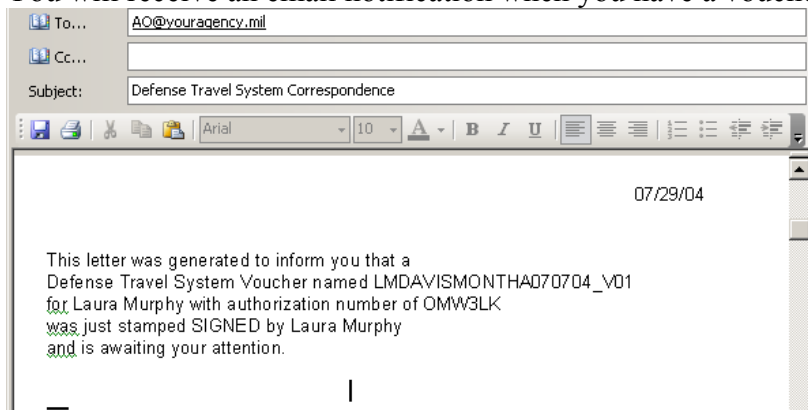 You will receive an email notification when you have a vouch
To... AO@youragency.mil
Cc...
Subject: Defense Travel System Correspondence
Arial 10 A B I U
07/29/04
This letter was generated to inform you that a
Defense Travel System Voucher named LMDAVISMONTHA070704_V01
for Laura Murphy with authorization number of OMW3LK
was just stamped SIGNED by Laura Murphy
and is awaiting your attention.